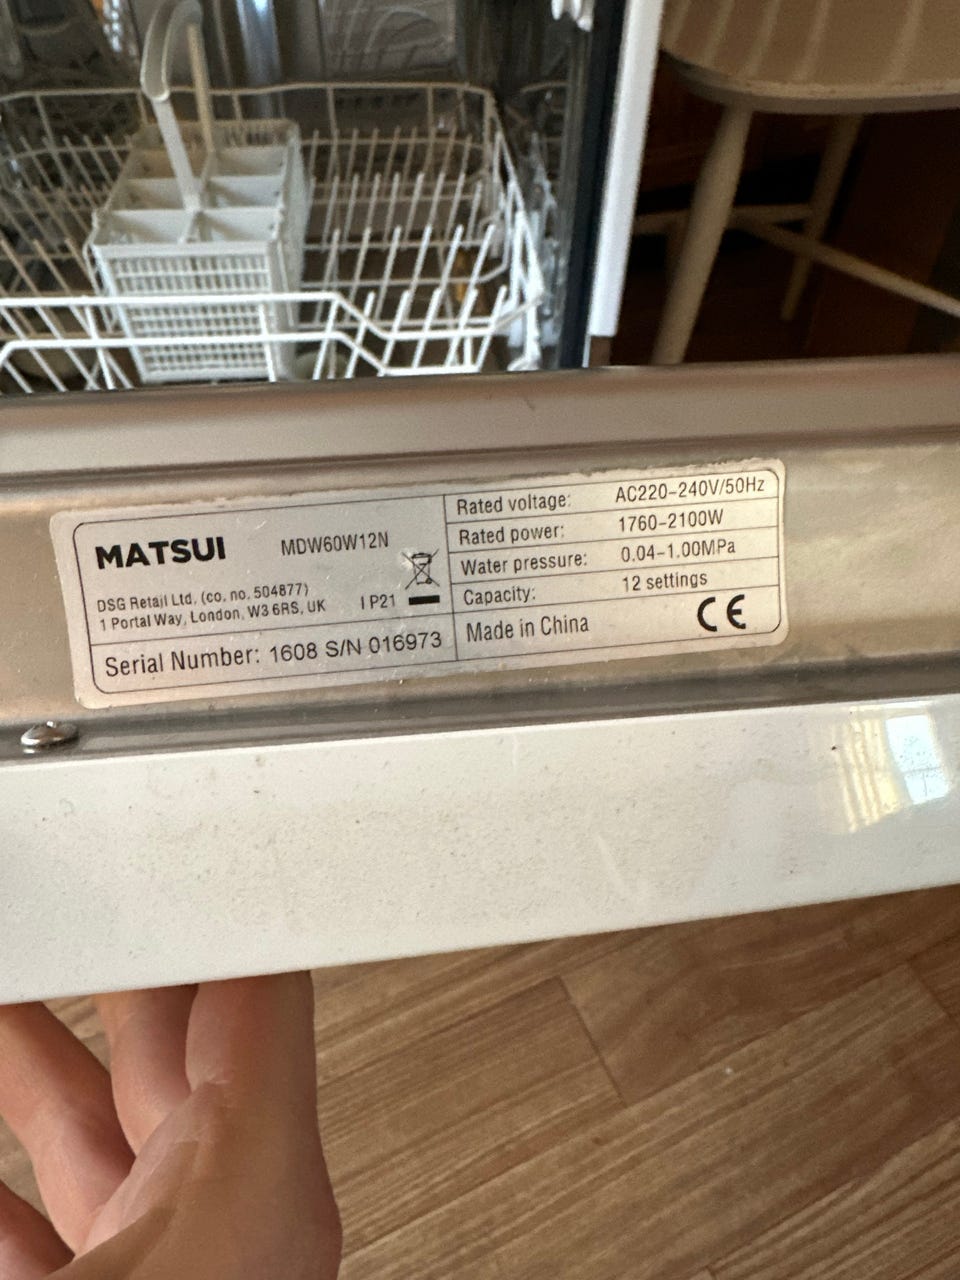 MATSUI MDW60W12N
DSG Retail Ltd. (co. no. 504877)
1 Portal Way, London, W3 6RS, UK IP21
Serial Number: 1608 S/N 016973
Rated voltage: AC220-240V/50Hz
Rated power: 1760-2100W
Water pressure: 0.04-1.00MPa
Capacity: 12 settings
Made in China CE